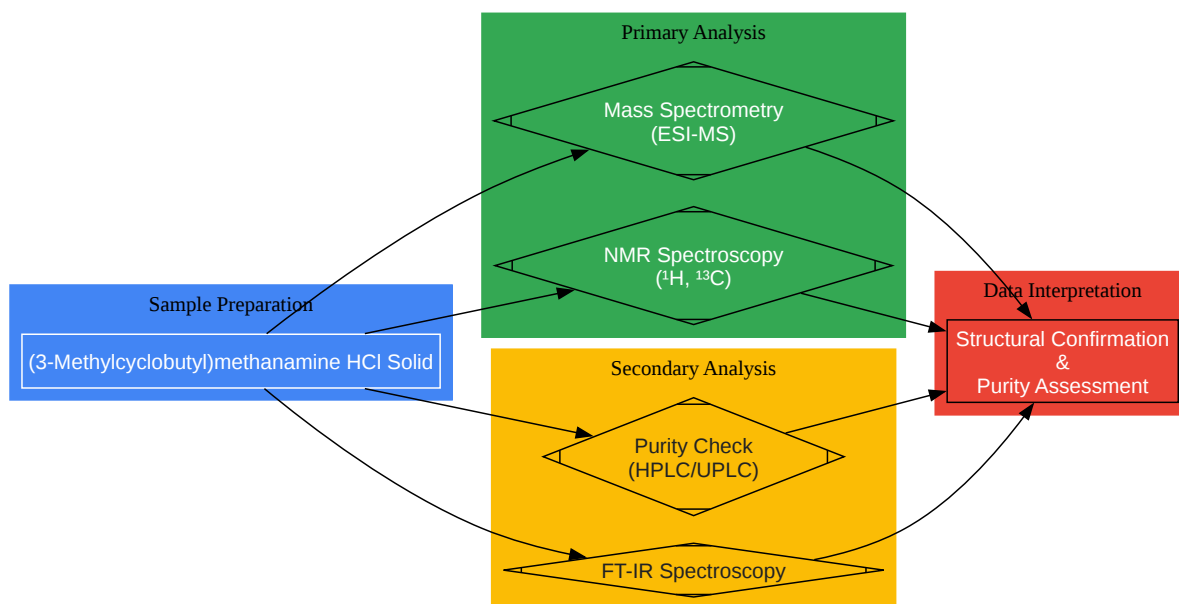 Sample Preparation
(3-Methylcyclobutyl)methanamine HCl Solid
Primary Analysis
Mass Spectrometry
(ESI-MS)
NMR Spectroscopy
(¹H, ¹³C)
Secondary Analysis
Purity Check
(HPLC/UPLC)
FT-IR Spectroscopy
Data Interpretation
Structural Confirmation
&
Purity Assessment